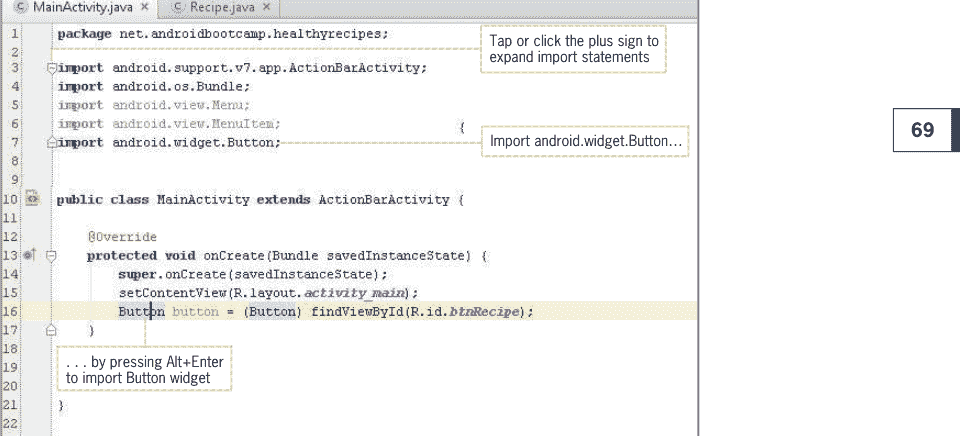 MainActivity.java × Recipe.java ×
1 package net.androidbootcamp.healthyrecipes;
Tap or click the plus sign to
expand import statements
2
3 import android.support.v7.app.ActionBarActivity;
4 import android.os.Bundle;
5 import android.view.Menu;
6 import android.view.MenuItem;
{
7 import android.widget.Button;
Import android.widget.Button...
69
8
9
10 public class MainActivity extends ActionBarActivity {
11
12 @Override
13 protected void onCreate(Bundle savedInstanceState) {
14 super.onCreate(savedInstanceState);
15 setContentView(R.layout.activity_main);
16 Button button = (Button) findViewById(R.id.btnRecipe);
17 }
18
. . . by pressing Alt+Enter
to import Button widget
19
20
21 }
22